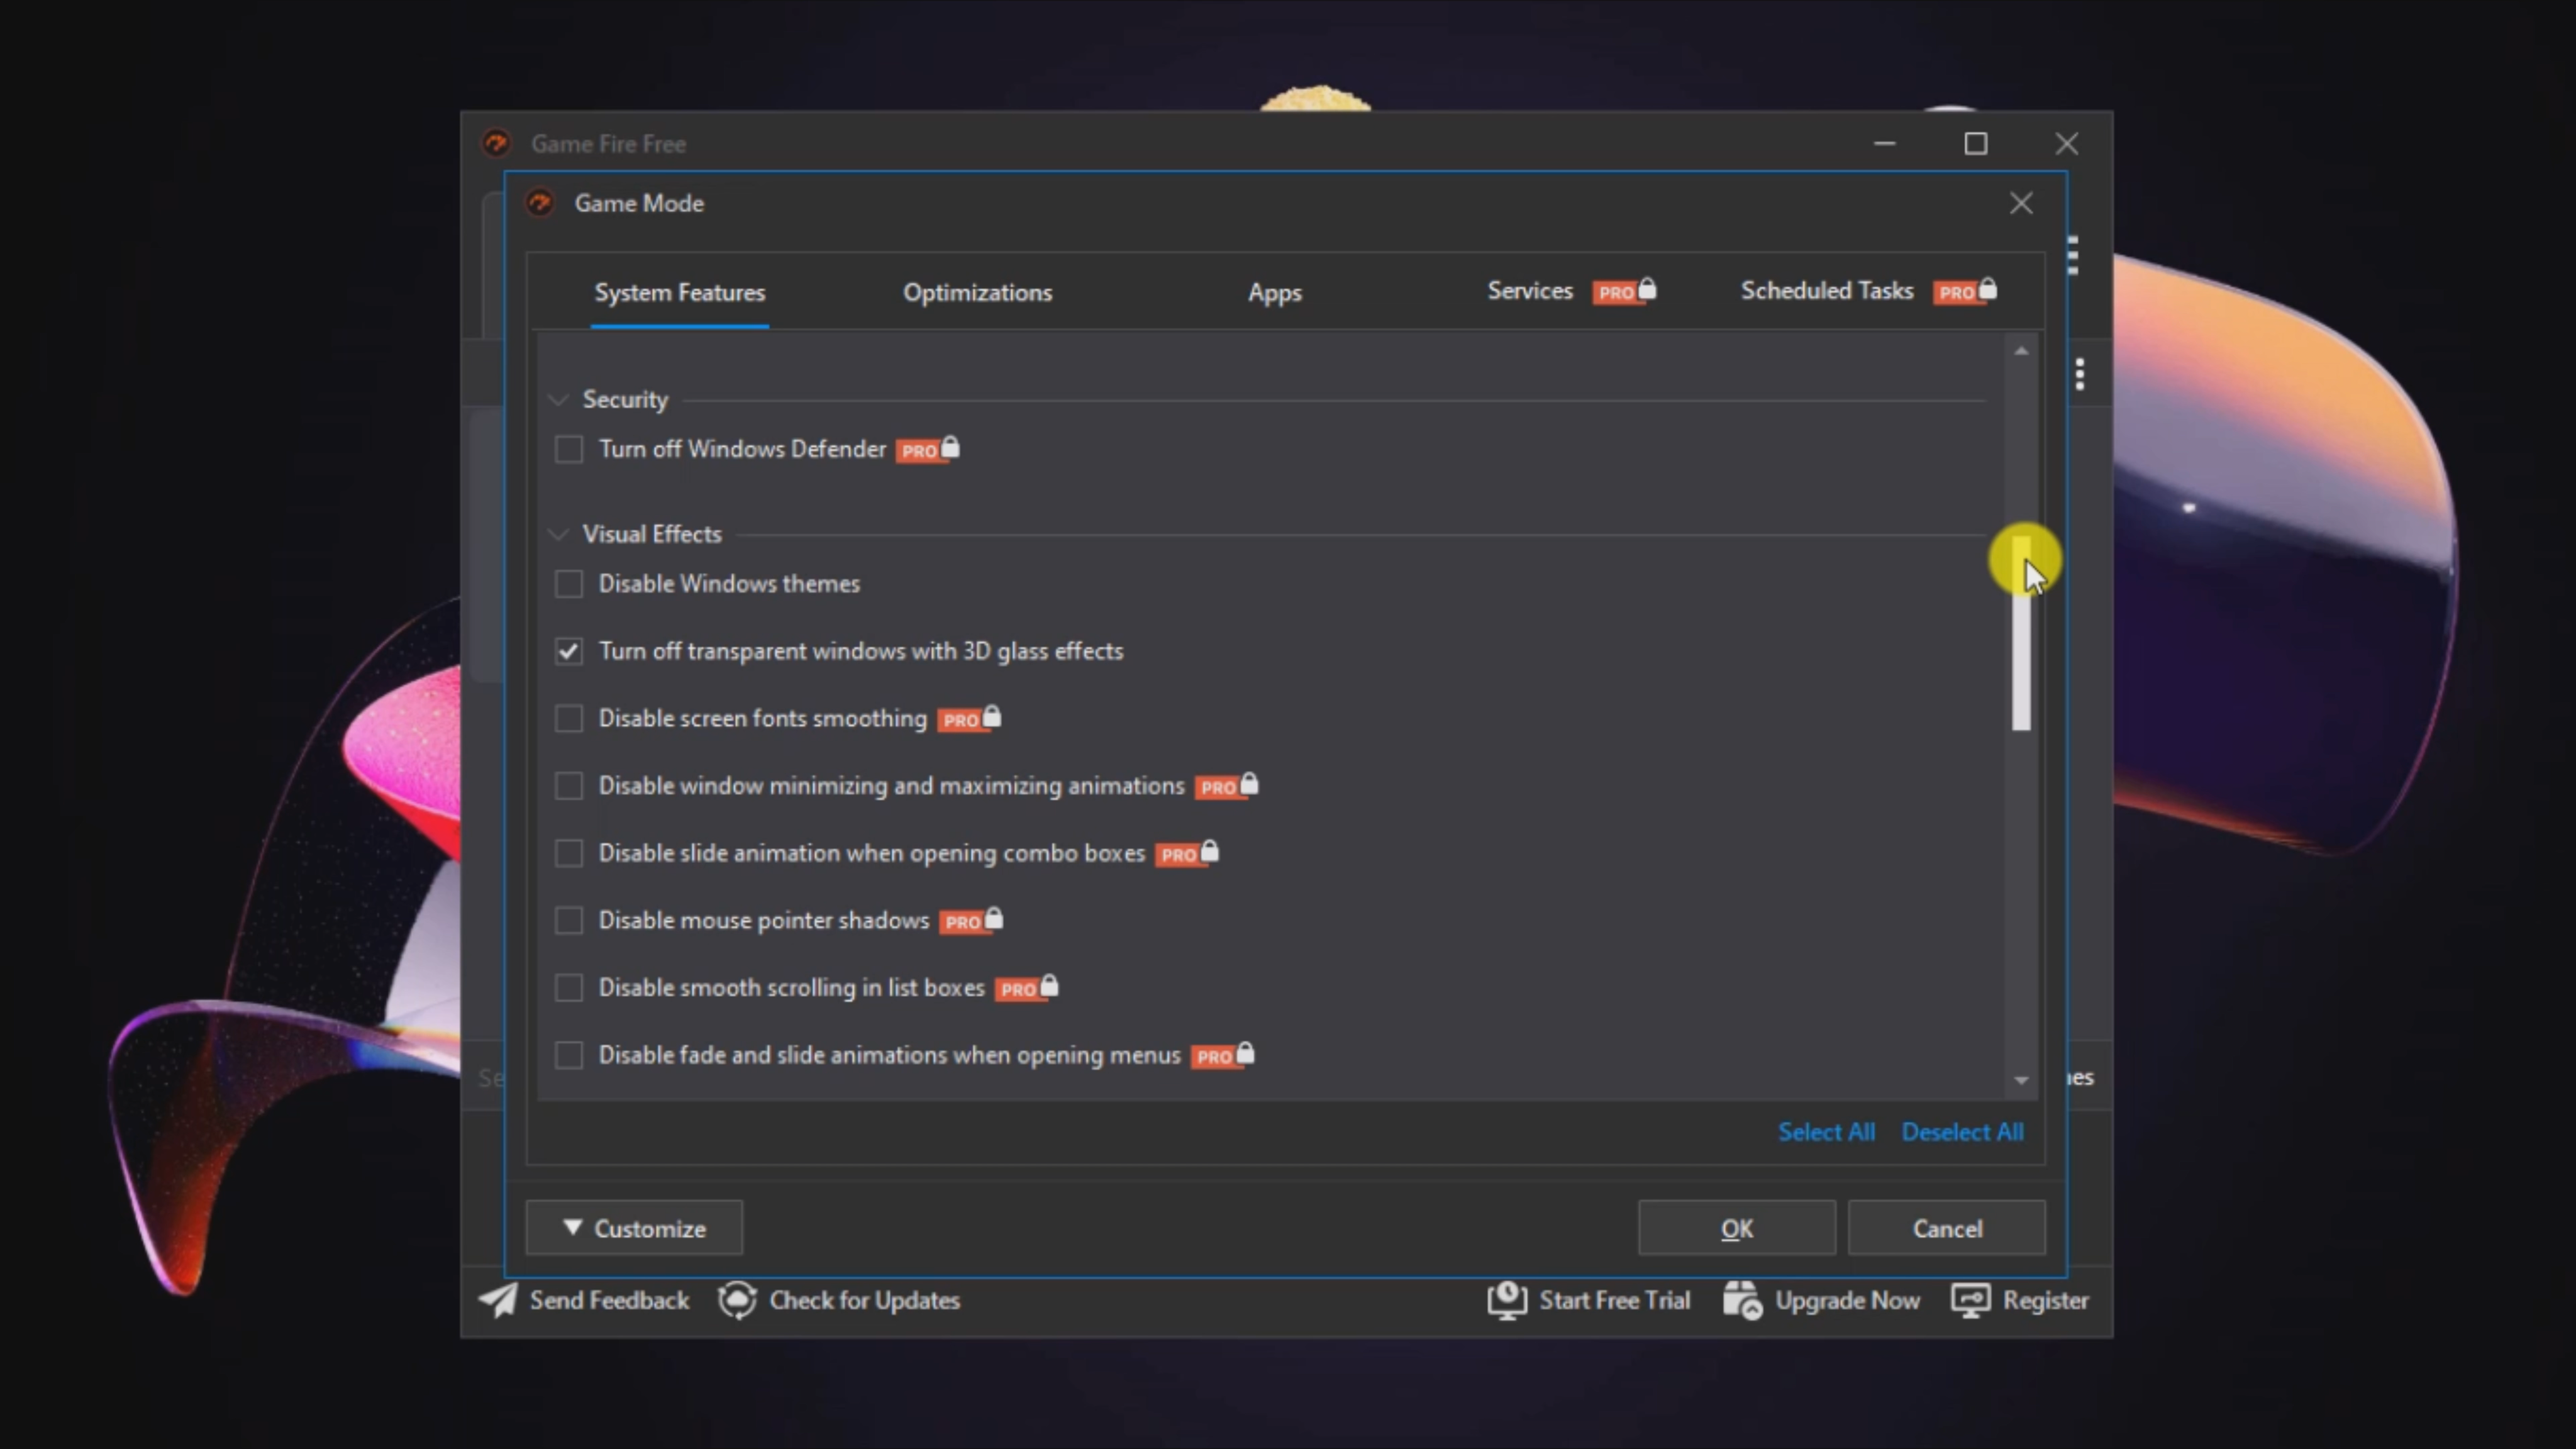 Game Fire Free
Game Mode
System Features
Optimizations
Apps
Services PRO
Scheduled Tasks PRO
Security
Turn off Windows Defender PRO
Visual Effects
Disable Windows themes
Turn off transparent windows with 3D glass effects
Disable screen fonts smoothing PRO
Disable window minimizing and maximizing animations PRO
Disable slide animation when opening combo boxes PRO
Disable mouse pointer shadows PRO
Disable smooth scrolling in list boxes PRO
Disable fade and slide animations when opening menus PRO
Select All
Deselect All
Customize
OK
Cancel
Send Feedback
Check for Updates
Start Free Trial
Upgrade Now
Register